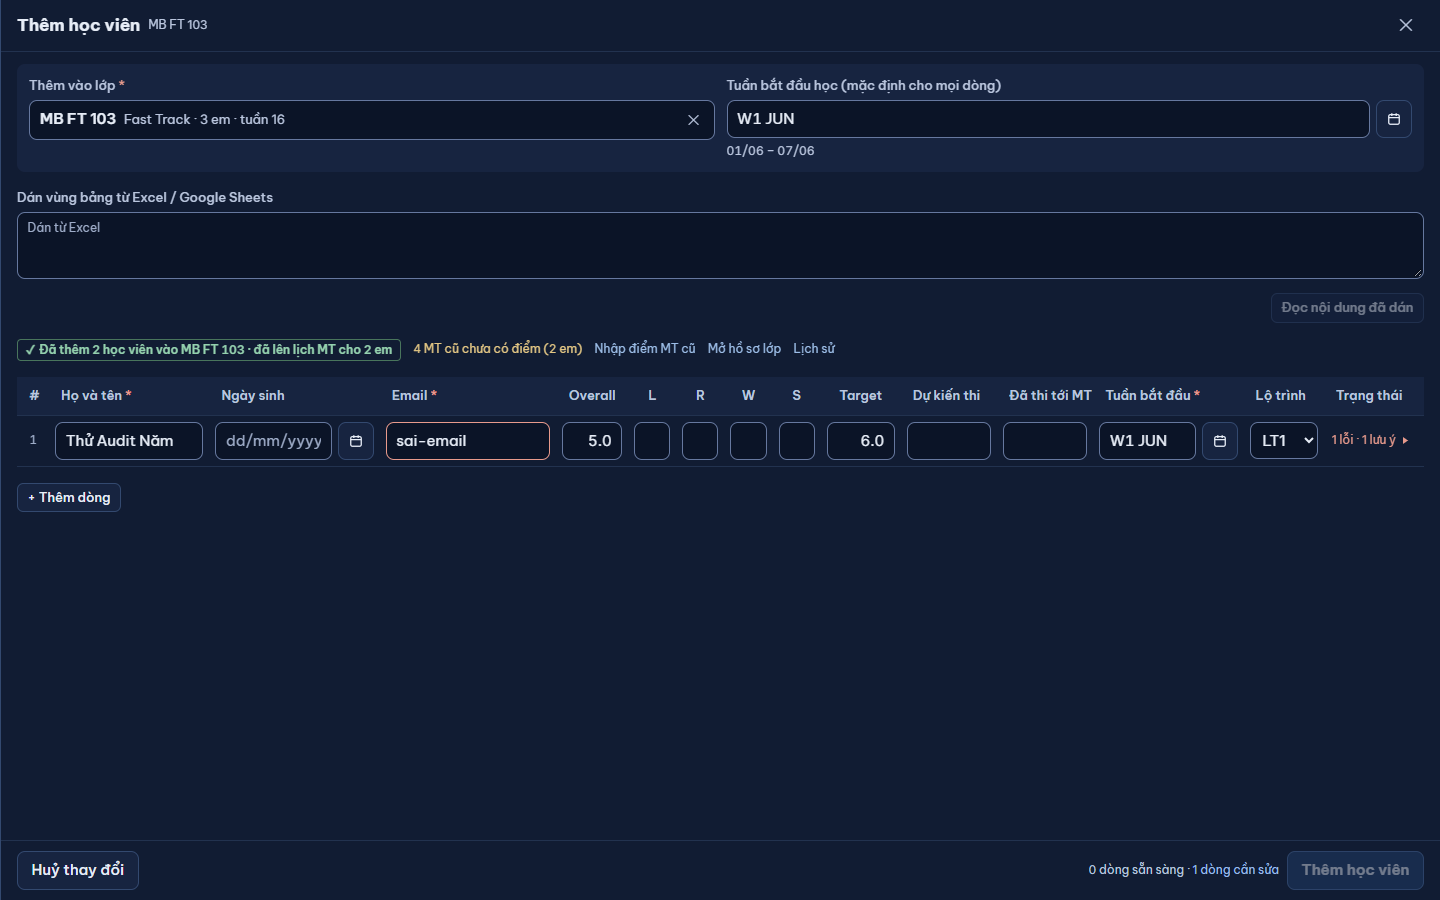 Thêm học viên MB FT 103
Thêm vào lớp *
Tuần bắt đầu học (mặc định cho mọi dòng)
MB FT 103 Fast Track · 3 em · tuần 16
W1 JUN
01/06 – 07/06
Dán vùng bảng từ Excel / Google Sheets
Dán từ Excel
Đọc nội dung đã dán
✓ Đã thêm 2 học viên vào MB FT 103 · đã lên lịch MT cho 2 em 4 MT cũ chưa có điểm (2 em) Nhập điểm MT cũ Mở hồ sơ lớp Lịch sử
# Họ và tên * Ngày sinh Email * Overall L R W S Target Dự kiến thi Đã thi tới MT Tuần bắt đầu * Lộ trình Trạng thái
1 Thử Audit Năm dd/mm/yyyy sai-email 5.0 6.0 W1 JUN LT1 1 lỗi · 1 lưu ý ▸
+ Thêm dòng
Huỷ thay đổi 0 dòng sẵn sàng · 1 dòng cần sửa Thêm học viên